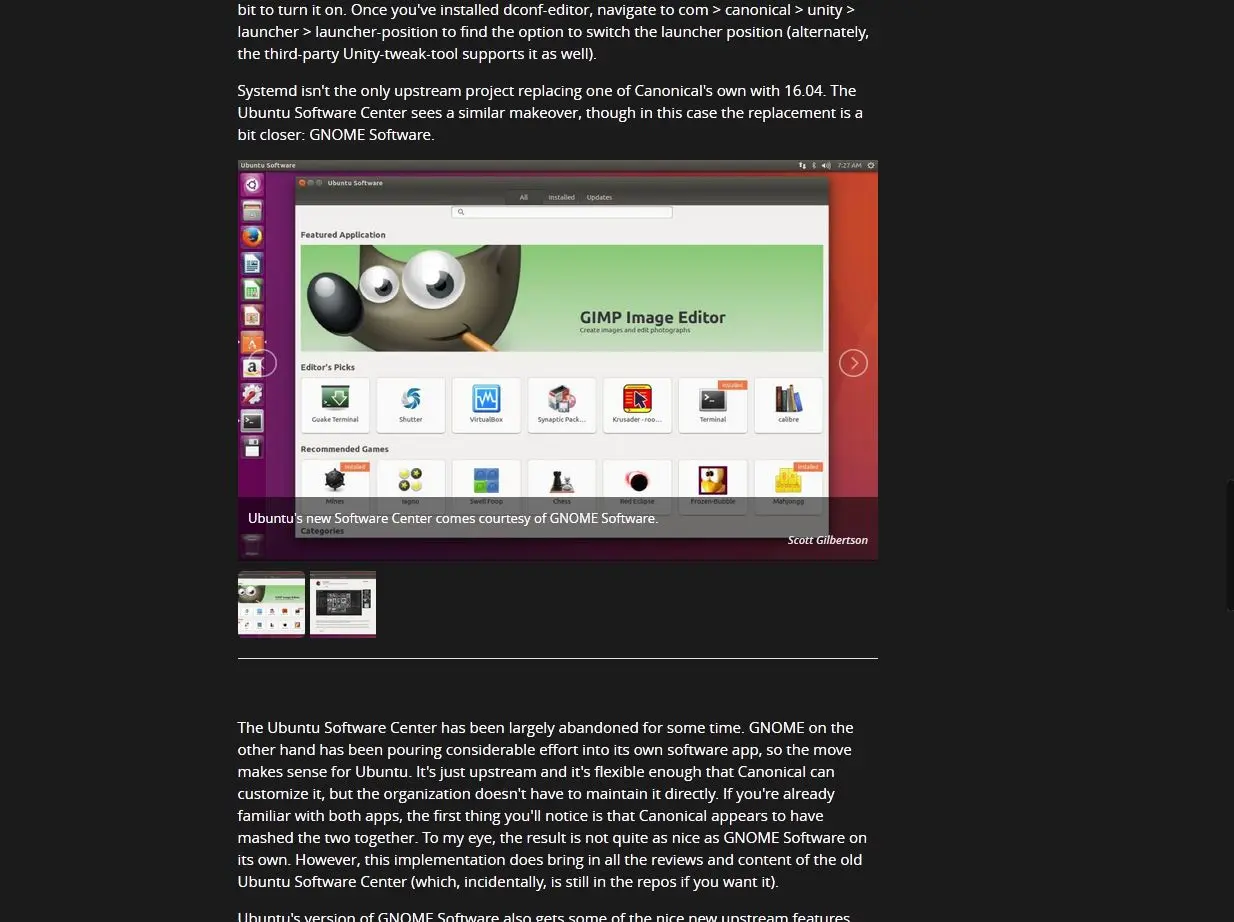 bit to turn it on. Once you've installed dconf-editor, navigate to com > canonical > unity >
launcher > launcher-position to find the option to switch the launcher position (alternately,
the third-party Unity-tweak-tool supports it as well).
Systemd isn't the only upstream project replacing one of Canonical's own with 16.04. The
Ubuntu Software Center sees a similar makeover, though in this case the replacement is a
bit closer: GNOME Software.
Ubuntu Software
7:27 AM
Ubuntu Software
All Installed Updates
Featured Application
GIMP Image Editor
Create images and edit photographs
Editor's Picks
Installed
Guake Terminal Shutter VirtualBox Synaptic Pack... Krusader - roo... Terminal calibre
Recommended Games
Installed Installed
Mines Tagno Swell Foop Chess Red Eclipse Frozen-Bubble Mahjongg
Ubuntu's new Software Center comes courtesy of GNOME Software.
Categories
Scott Gilbertson
The Ubuntu Software Center has been largely abandoned for some time. GNOME on the
other hand has been pouring considerable effort into its own software app, so the move
makes sense for Ubuntu. It's just upstream and it's flexible enough that Canonical can
customize it, but the organization doesn't have to maintain it directly. If you're already
familiar with both apps, the first thing you'll notice is that Canonical appears to have
mashed the two together. To my eye, the result is not quite as nice as GNOME Software on
its own. However, this implementation does bring in all the reviews and content of the old
Ubuntu Software Center (which, incidentally, is still in the repos if you want it).
Ubuntu's version of GNOME Software also gets some of the nice new upstream features